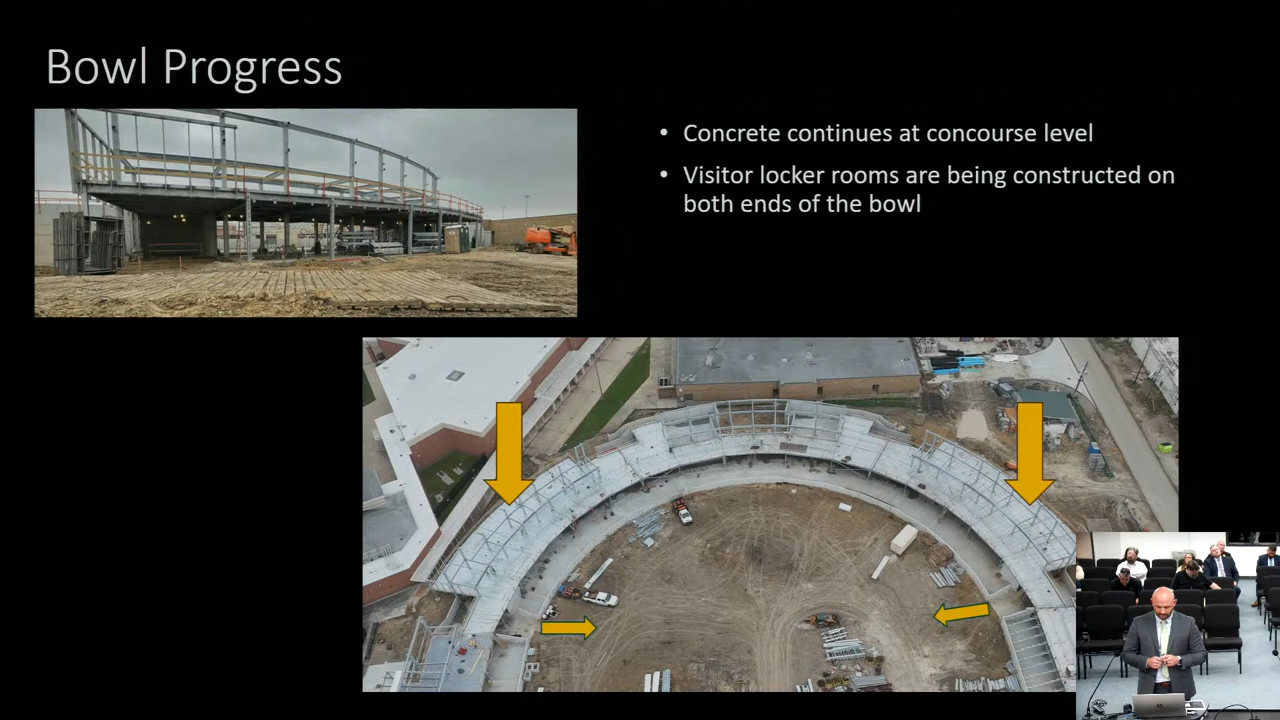 Bowl Progress
• Concrete continues at concourse level
• Visitor locker rooms are being constructed on
both ends of the bowl